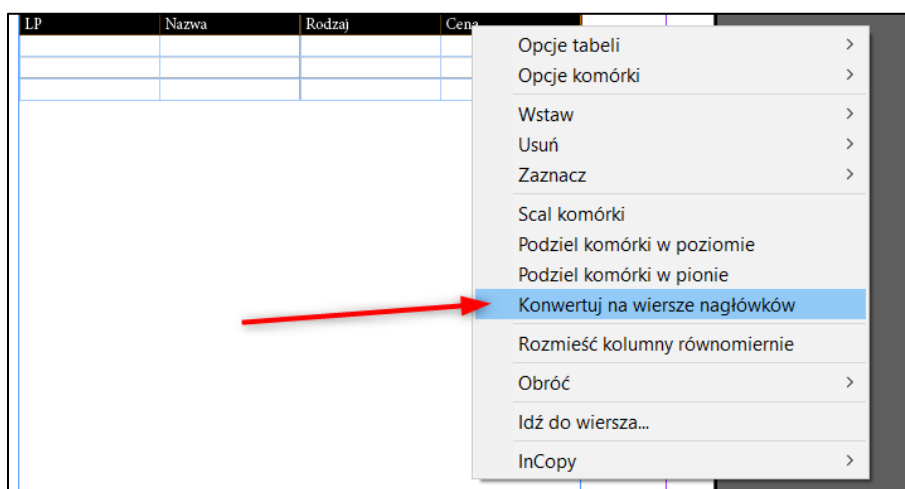 LP Nazwa Rodzaj Cena
Opcje tabeli
Opcje komórki
Wstaw
Usuń
Zaznacz
Scal komórki
Podziel komórki w poziomie
Podziel komórki w pionie
Konwertuj na wiersze nagłówków
Rozmieść kolumny równomiernie
Obróć
Idź do wiersza...
InCopy